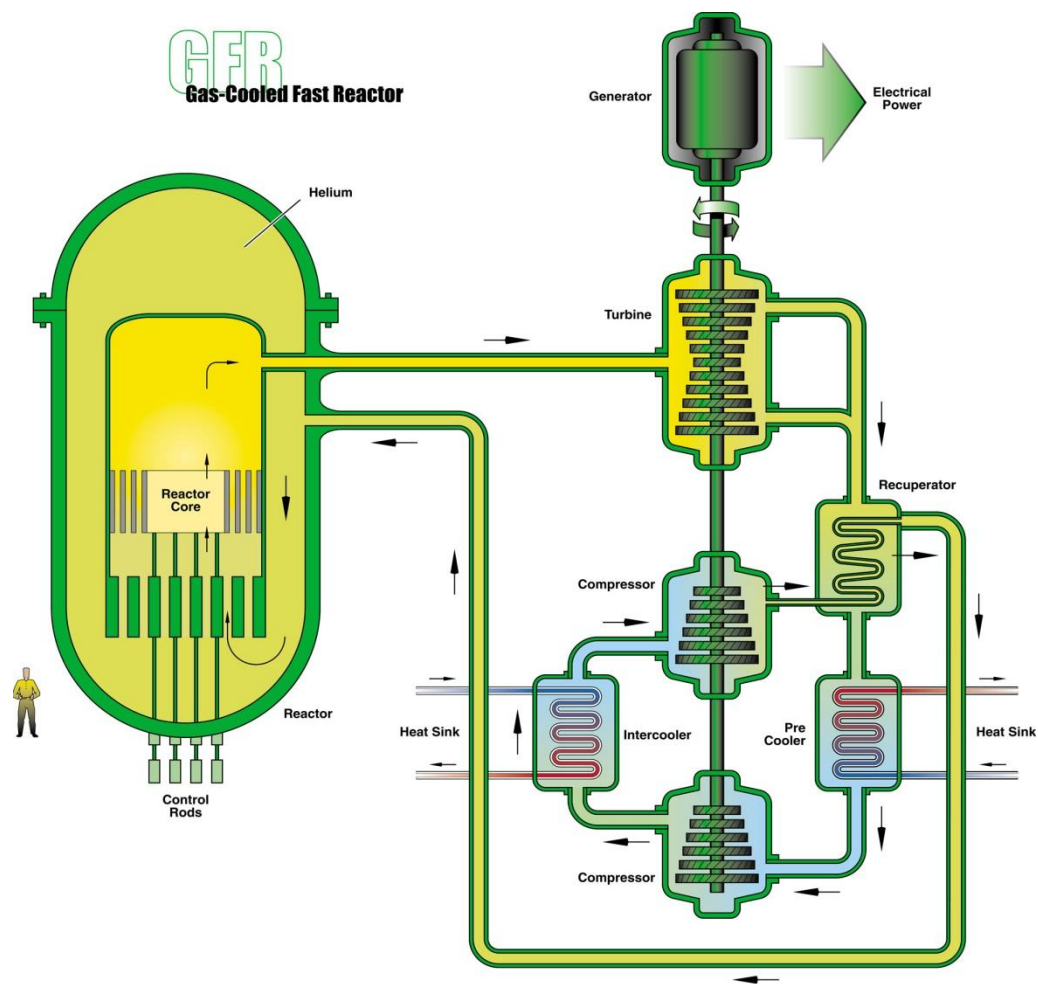 GFR
Gas-Cooled Fast Reactor
Generator
Electrical
Power
Helium
Turbine
Recuperator
Reactor
Core
Compressor
Reactor
Heat Sink
Intercooler
Pre
Cooler
Heat Sink
Control
Rods
Compressor